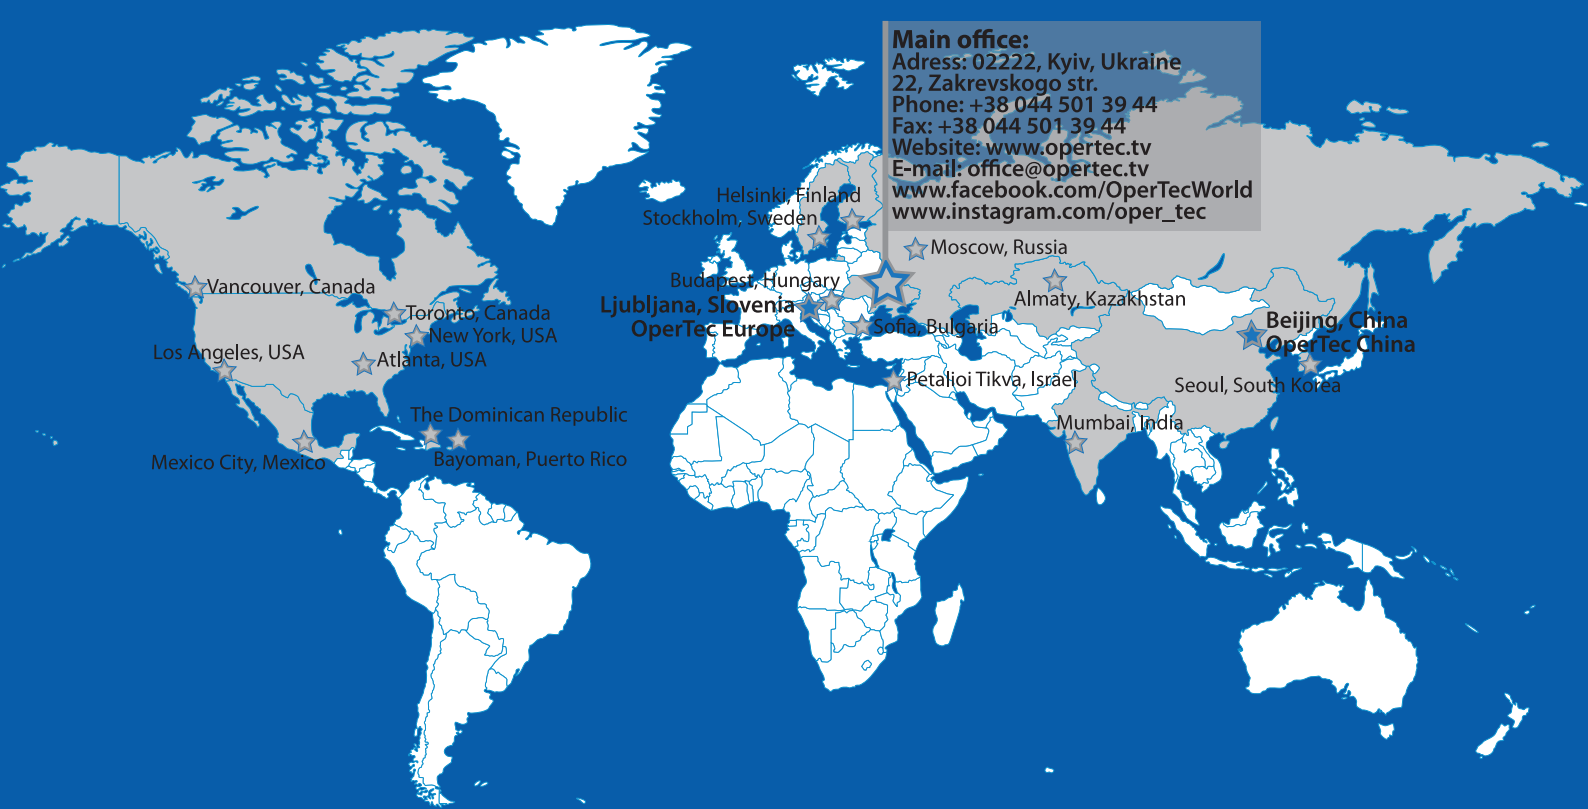 Main office:
Adress: 02222, Kyiv, Ukraine
22, Zakrevskogo str.
Phone: +38 044 501 39 44
Fax: +38 044 501 39 44
Website: www.opertec.tv
E-mail: office@opertec.tv
www.facebook.com/OperTecWorld
www.instagram.com/oper_tec
Helsinki, Finland
Stockholm, Sweden
Moscow, Russia
Budapest, Hungary
Vancouver, Canada
Almaty, Kazakhstan
Ljubljana, Slovenia
OperTec Europe
Toronto, Canada
Beijing, China
OperTec China
Sofia, Bulgaria
New York, USA
Los Angeles, USA
Atlanta, USA
Petalioi Tikva, Israel
Seoul, South Korea
The Dominican Republic
Mumbai, India
Bayoman, Puerto Rico
Mexico City, Mexico